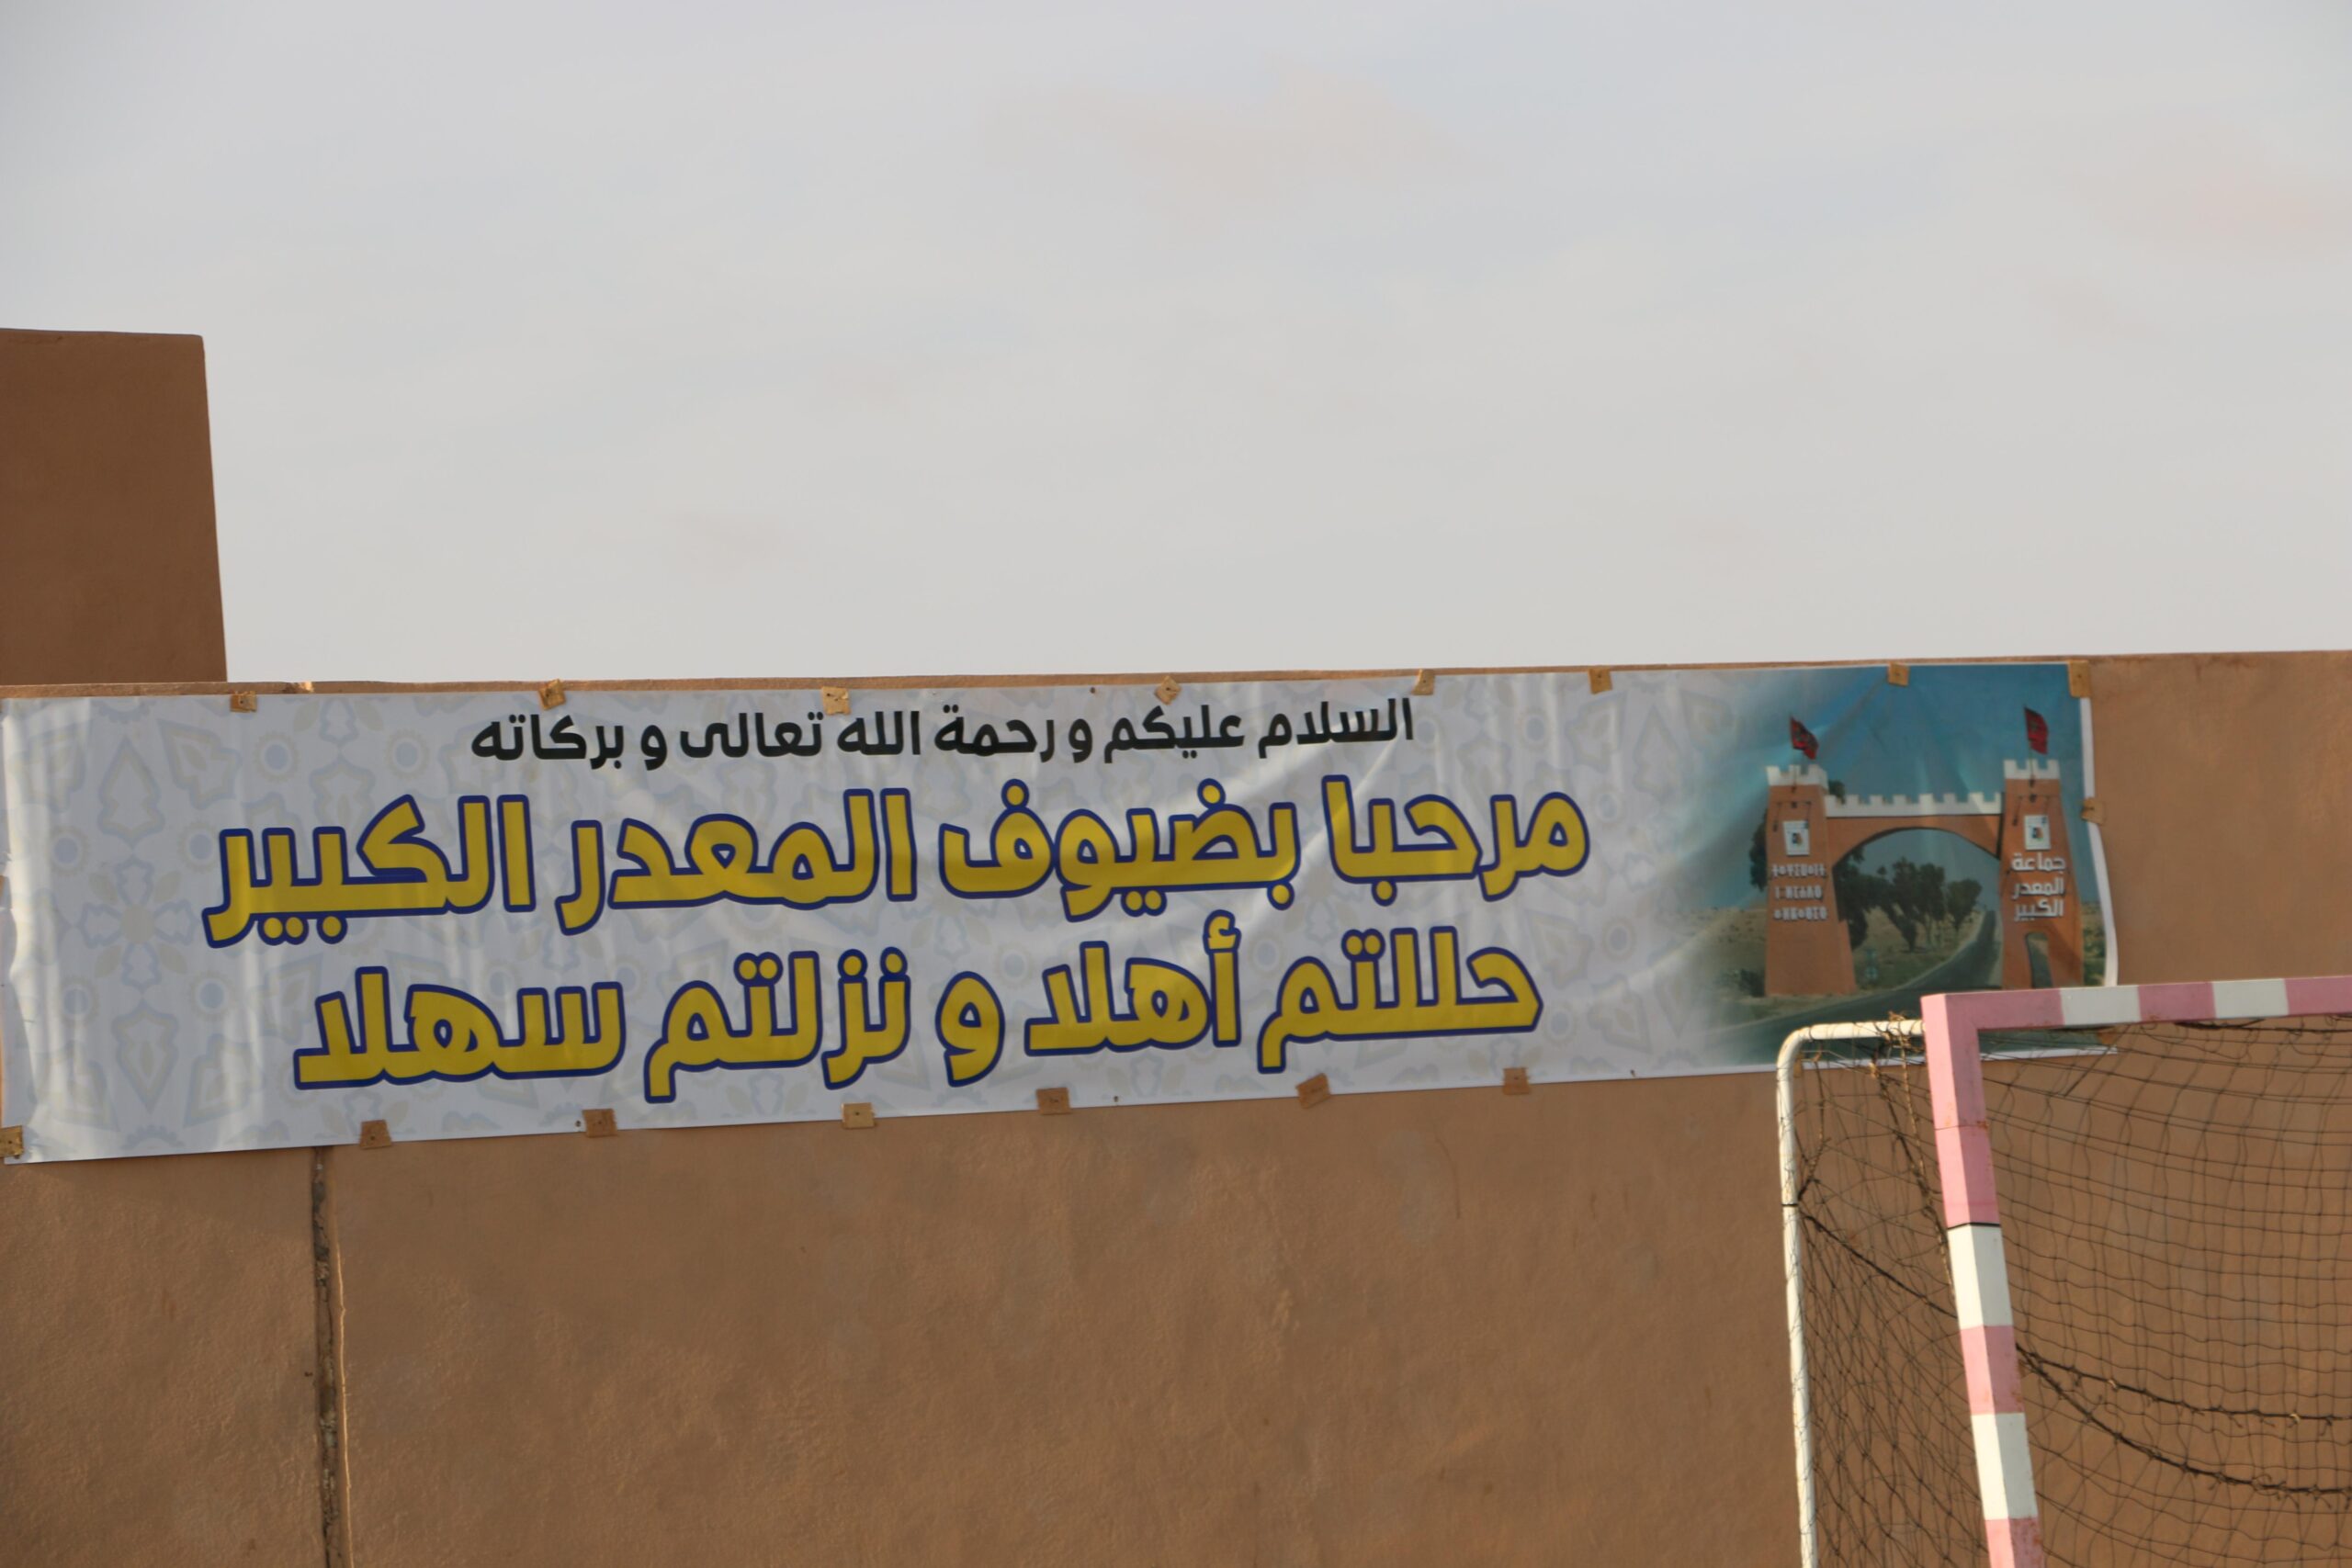 السلام عليكم و رحمة الله تعالى و بركاته
مرحبا بضيوف المعدر الكبير
حللتم أهلا و نزلتم سهلا
جماعة
المعدر
الكبير